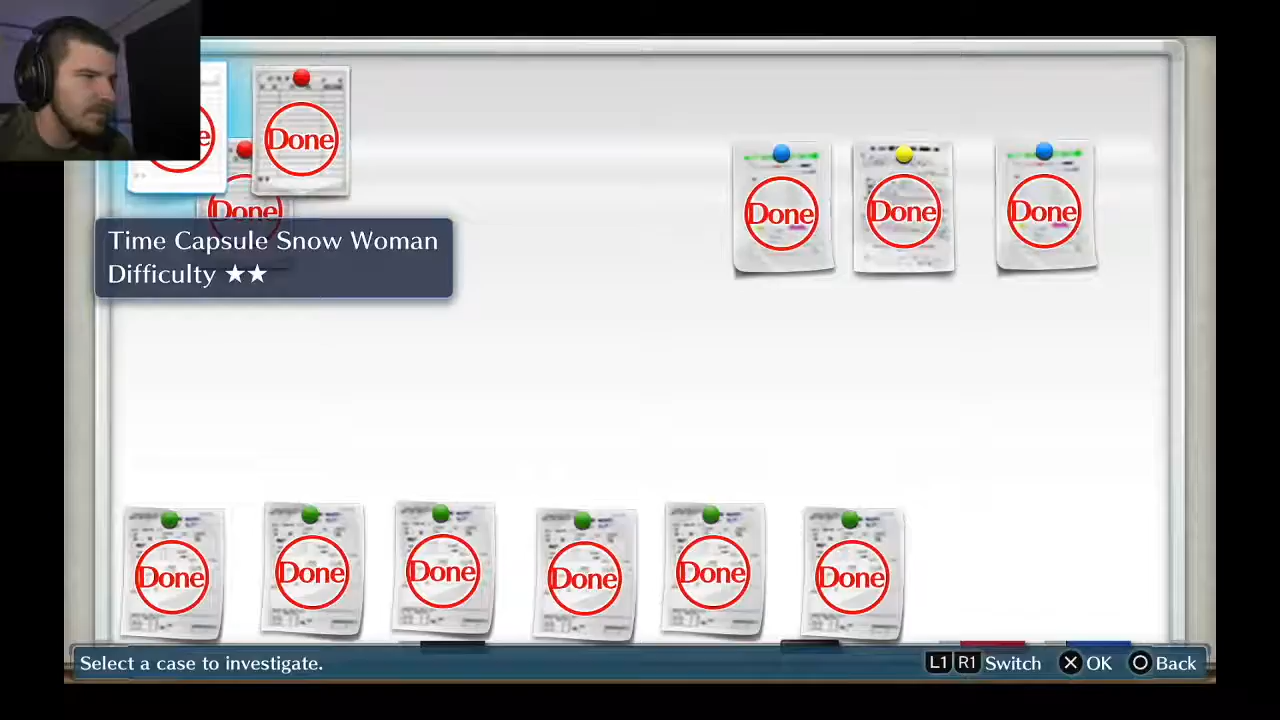 Done
Done
Time Capsule Snow Woman
Difficulty ★★
Done
Done
Done
Done
Done
Done
Done
Done
Done
Select a case to investigate.
L1 R1 Switch X OK O Back